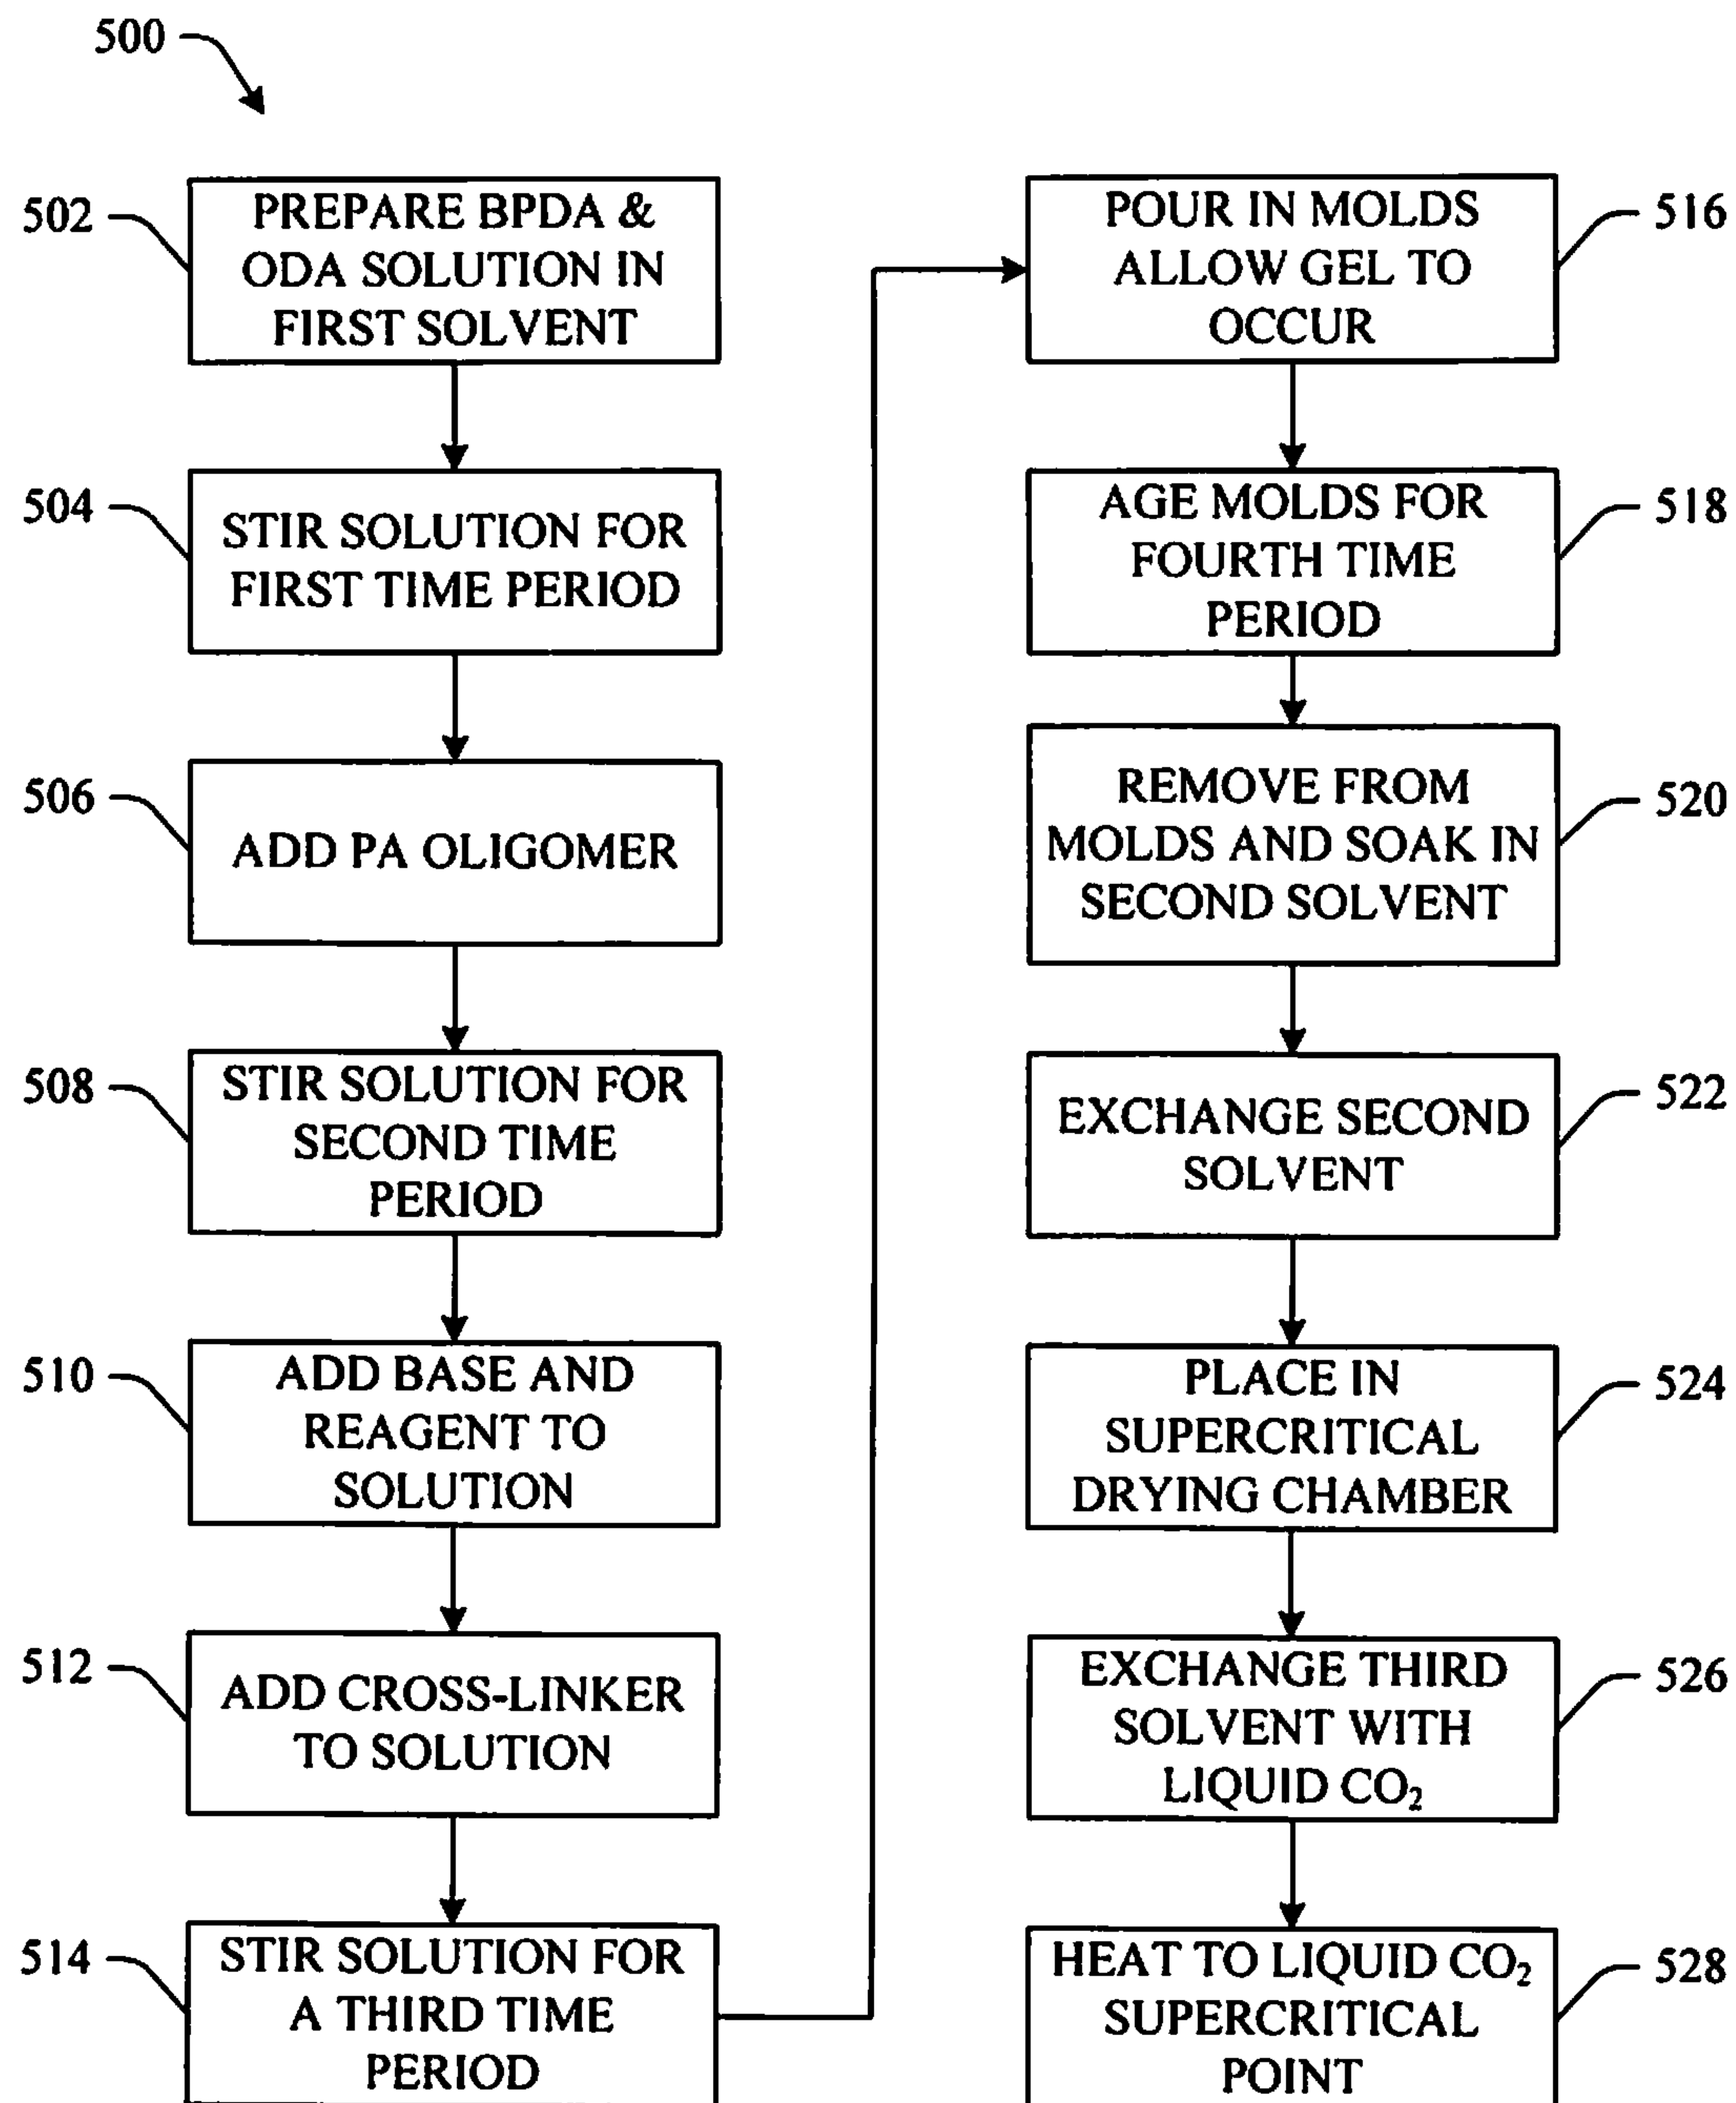 500
502
PREPARE BPDA &
ODA SOLUTION IN
FIRST SOLVENT
504
STIR SOLUTION FOR
FIRST TIME PERIOD
506
ADD PA OLIGOMER
508
STIR SOLUTION FOR
SECOND TIME
PERIOD
510
ADD BASE AND
REAGENT TO
SOLUTION
512
ADD CROSS-LINKER
TO SOLUTION
514
STIR SOLUTION FOR
A THIRD TIME
PERIOD
POUR IN MOLDS
ALLOW GEL TO
OCCUR
516
AGE MOLDS FOR
FOURTH TIME
PERIOD
518
REMOVE FROM
MOLDS AND SOAK IN
SECOND SOLVENT
520
EXCHANGE SECOND
SOLVENT
522
PLACE IN
SUPERCRITICAL
DRYING CHAMBER
524
EXCHANGE THIRD
SOLVENT WITH
LIQUID CO₂
526
HEAT TO LIQUID CO₂
SUPERCRITICAL
POINT
528